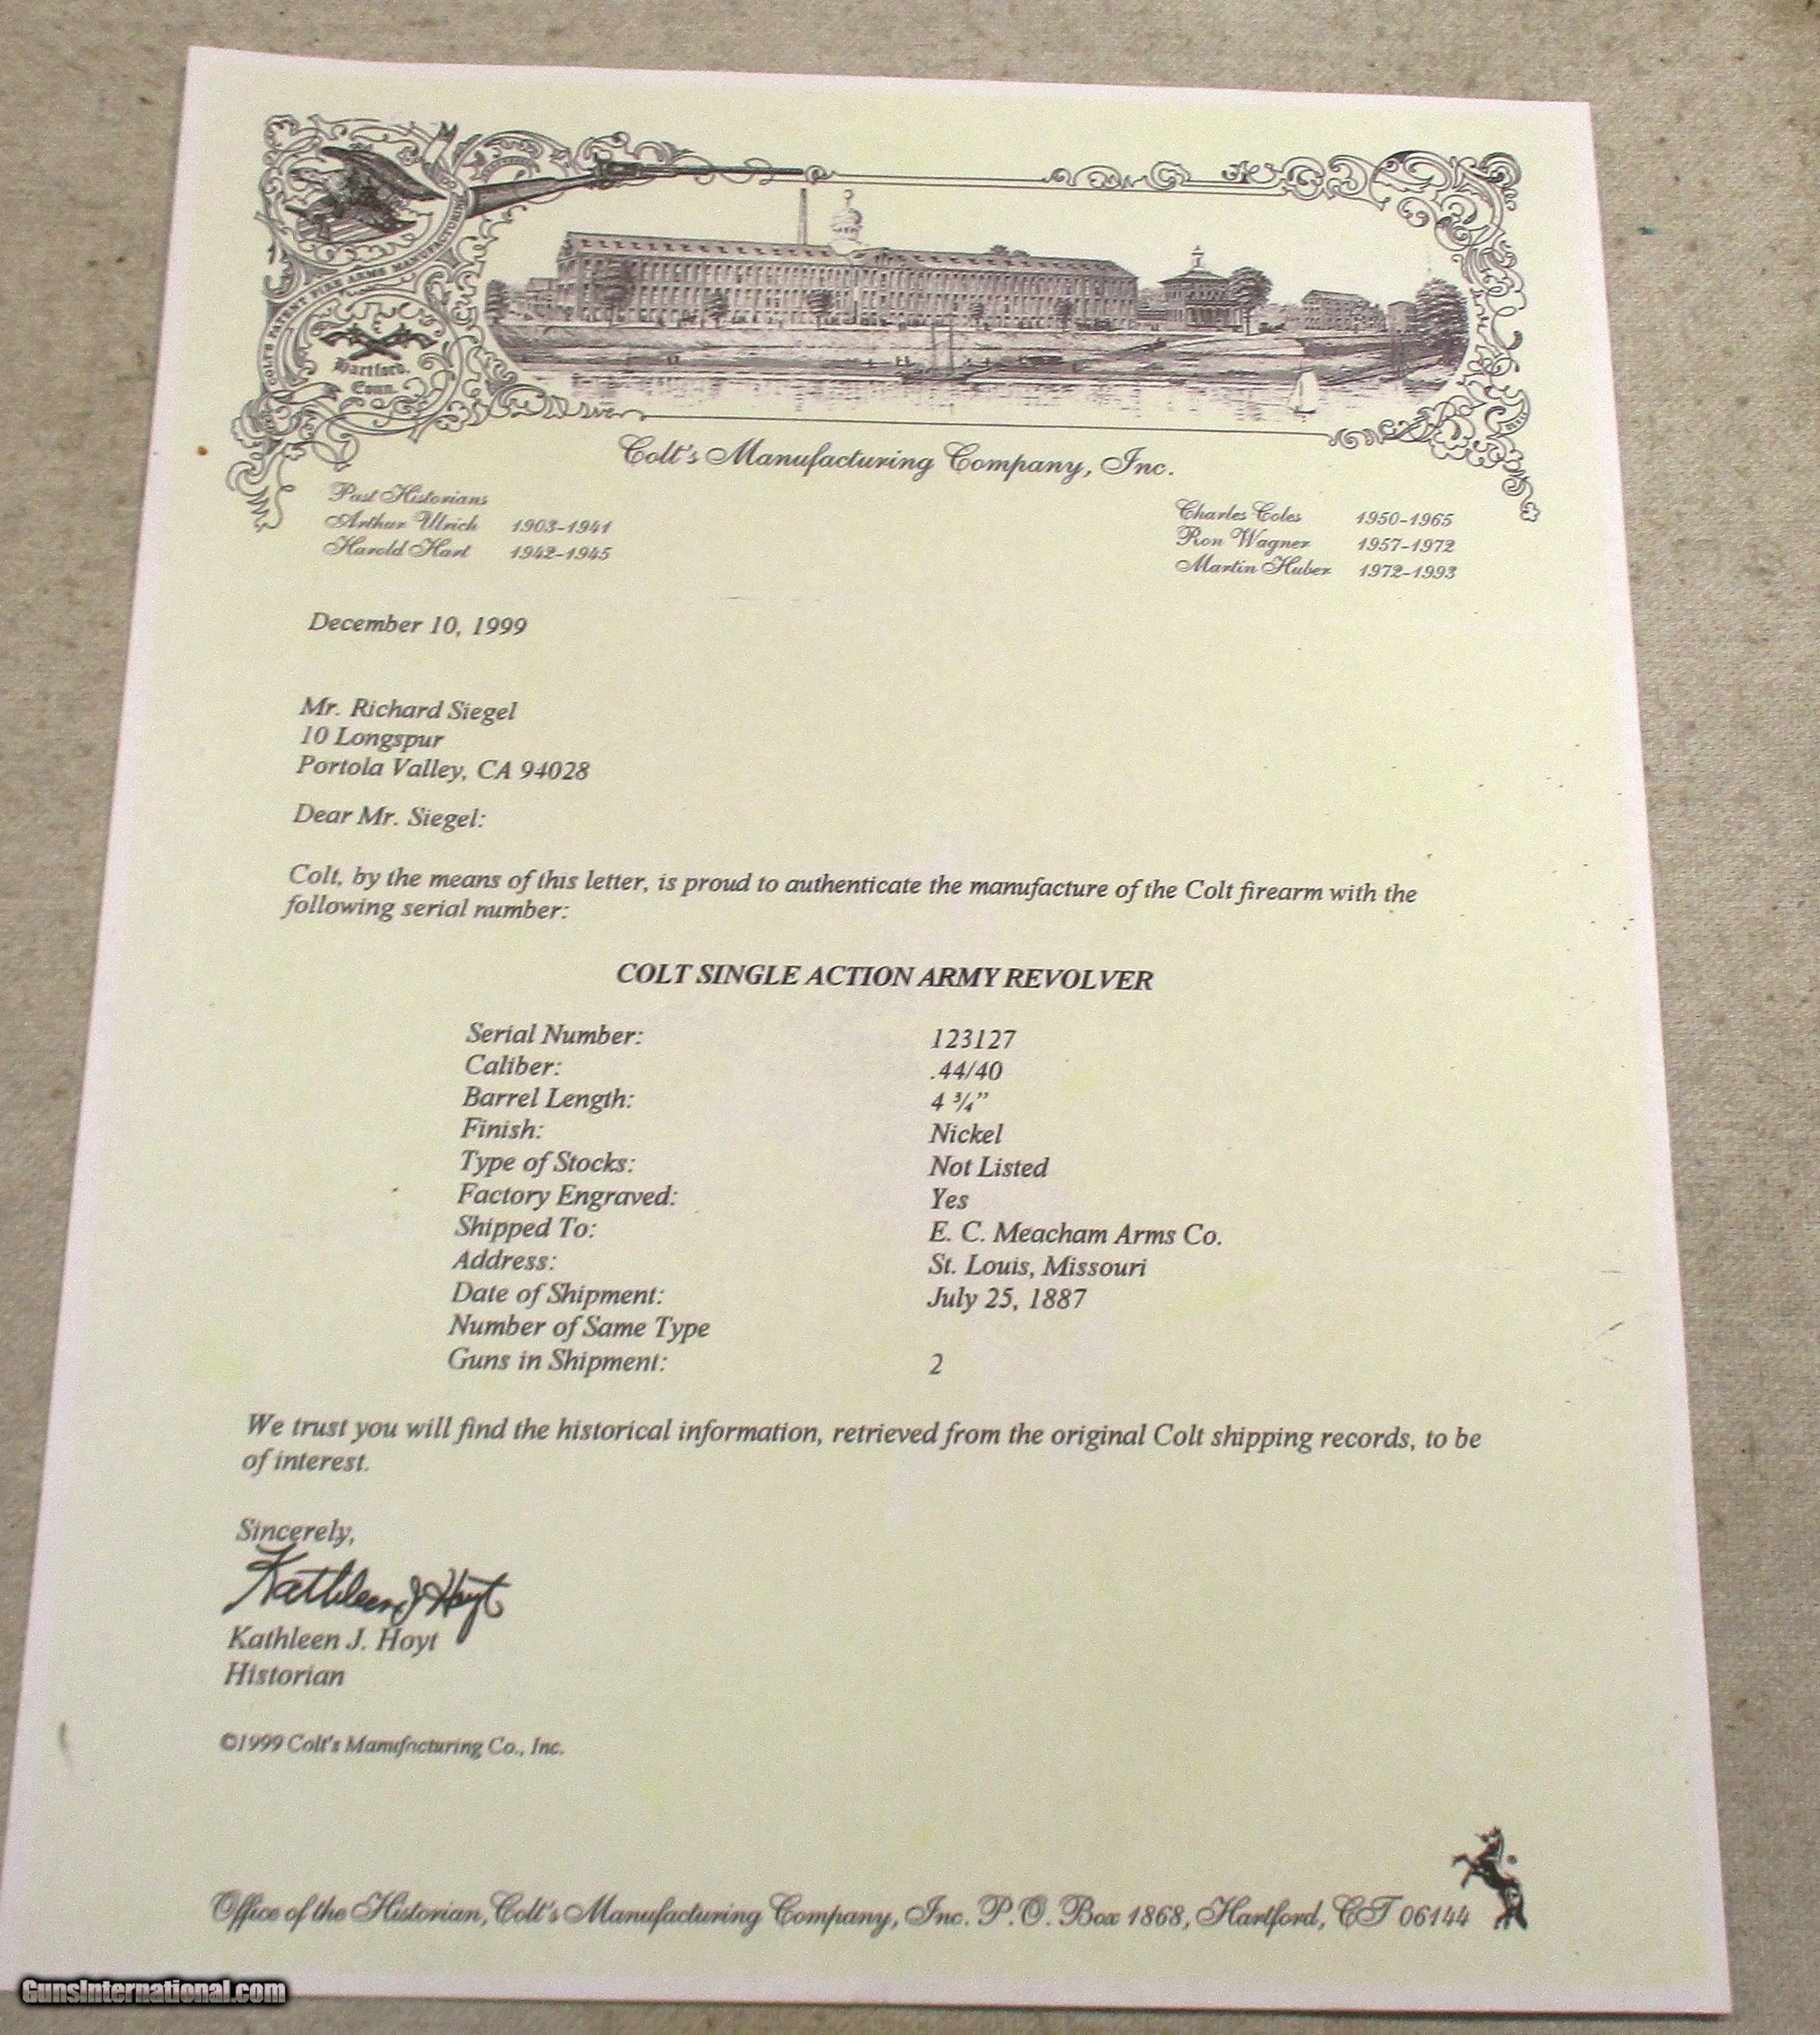 COLT'S PATENT FIRE ARMS MANUFACTURING CO
Hartford,
Conn.
Colt's Manufacturing Company, Inc.
Past Historians
Arthur Ulrich 1903-1941
Harold Hart 1942-1945
Charles Coles 1950-1965
Ron Wagner 1957-1972
Martin Huber 1972-1993
December 10, 1999
Mr. Richard Siegel
10 Longspur
Portola Valley, CA 94028
Dear Mr. Siegel:
Colt, by the means of this letter, is proud to authenticate the manufacture of the Colt firearm with the
following serial number:
COLT SINGLE ACTION ARMY REVOLVER
Serial Number: 123127
Caliber: .44/40
Barrel Length: 4 ¾"
Finish: Nickel
Type of Stocks: Not Listed
Factory Engraved: Yes
Shipped To: E. C. Meacham Arms Co.
Address: St. Louis, Missouri
Date of Shipment: July 25, 1887
Number of Same Type
Guns in Shipment: 2
We trust you will find the historical information, retrieved from the original Colt shipping records, to be
of interest.
Sincerely,
Kathleen J Hoyt
Kathleen J. Hoyt
Historian
©1999 Colt's Manufacturing Co., Inc.
Office of the Historian, Colt's Manufacturing Company, Inc. P.O. Box 1868, Hartford, CT 06144
GunsInternational.com